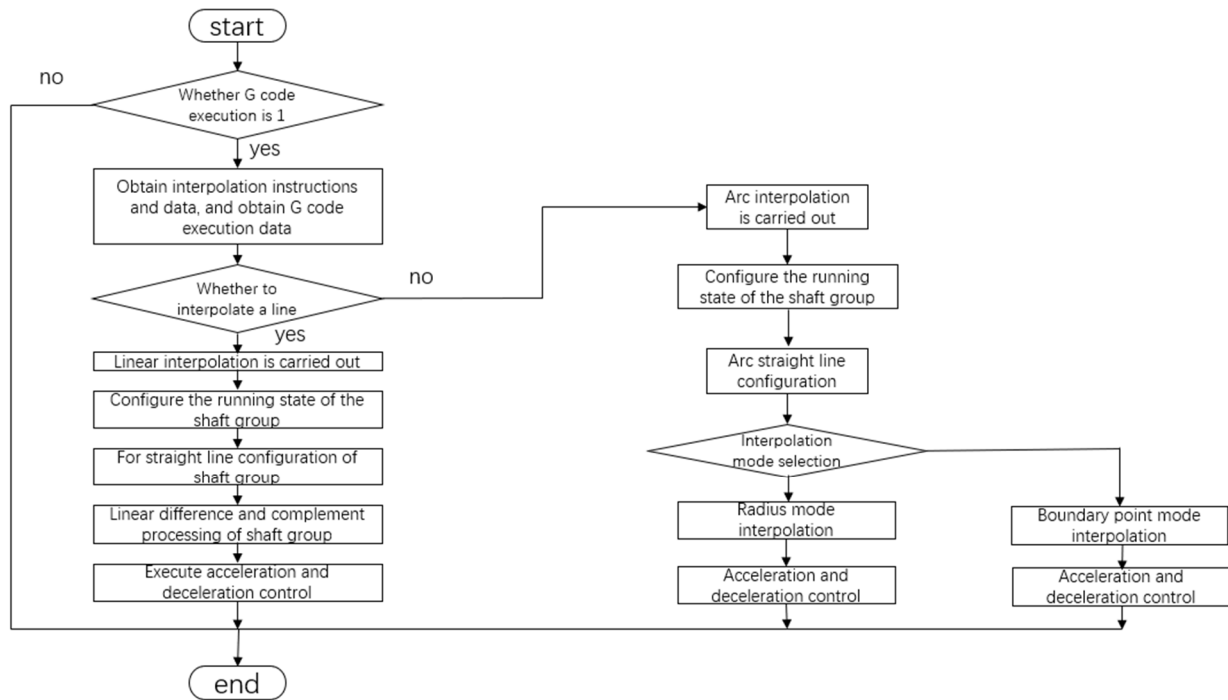 start
no
Whether G code
execution is 1
yes
Obtain interpolation instructions
and data, and obtain G code
execution data
Whether to
interpolate a line
no
yes
Linear interpolation is carried out
Configure the running state of the
shaft group
For straight line configuration of
shaft group
Linear difference and complement
processing of shaft group
Execute acceleration and
deceleration control
Arc interpolation
is carried out
Configure the running
state of the shaft group
Arc straight line
configuration
Interpolation
mode selection
Radius mode
interpolation
Acceleration and
deceleration control
Boundary point mode
interpolation
Acceleration and
deceleration control
end